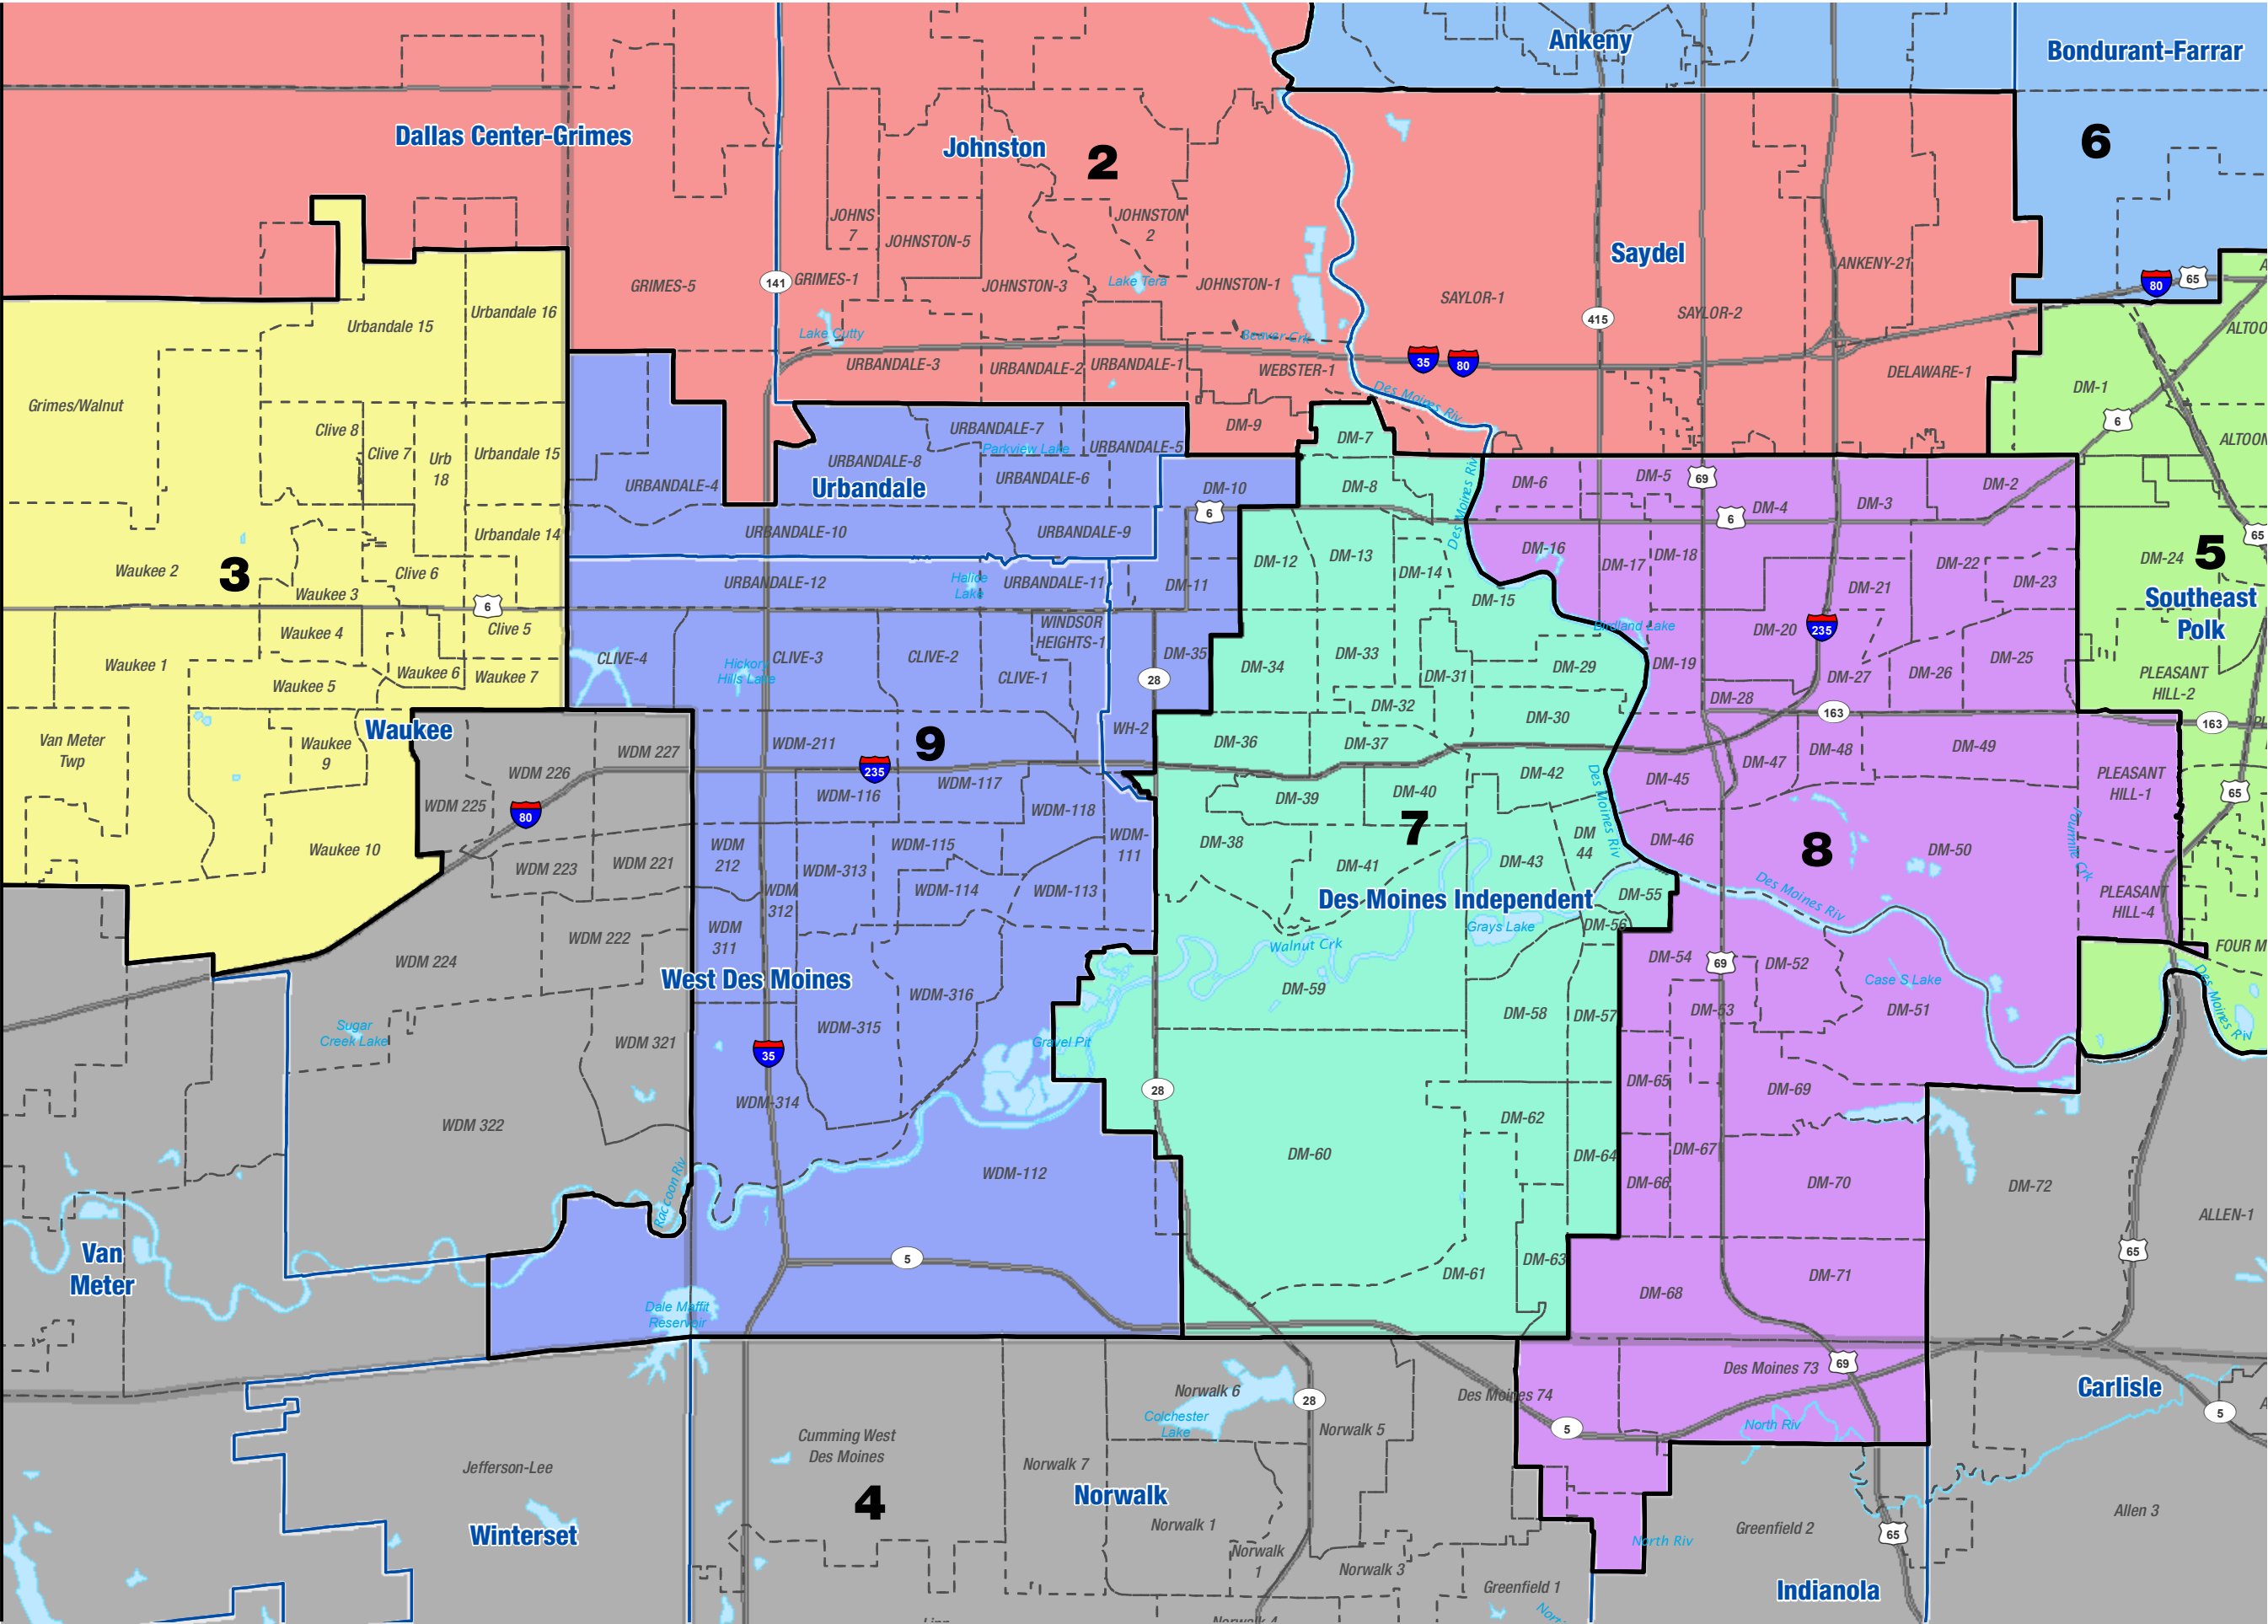 Ankeny
Bondurant-Farrar
Dallas Center-Grimes
Johnston
2
6
JOHNS
7
JOHNSTON-5
JOHNSTON
2
Saydel
ANKENY-21
GRIMES-5
141
GRIMES-1
JOHNSTON-3
Lake Tera
JOHNSTON-1
SAYLOR-1
415
SAYLOR-2
80
65
Urbandale 15
Urbandale 16
Lake Cutty
Beaver Crk
URBANDALE-3
URBANDALE-2
URBANDALE-1
WEBSTER-1
35
80
DELAWARE-1
DM-1
Des Moines Riv
Grimes/Walnut
Clive 8
Clive 7
Urb
18
Urbandale 15
URBANDALE-7
Parkview Lake
URBANDALE-5
DM-9
DM-7
6
URBANDALE-8
URBANDALE-6
URBANDALE-4
Urbandale
DM-10
DM-8
Des Moines Riv
DM-6
DM-5
69
DM-4
DM-3
DM-2
6
6
Urbandale 14
URBANDALE-10
URBANDALE-9
65
3
Waukee 2
Clive 6
Waukee 3
DM-12
DM-13
DM-14
DM-16
DM-17
DM-18
DM-22
DM-23
DM-24
5
Southeast
Polk
URBANDALE-12
Halice
Lake
URBANDALE-11
DM-11
DM-15
DM-21
6
Clive 5
Waukee 4
WINDSOR
HEIGHTS-1
Birdland Lake
DM-20
235
Waukee 1
Waukee 6
Waukee 7
Waukee 5
CLIVE-4
Hickory
Hills Lake
CLIVE-3
CLIVE-2
CLIVE-1
28
DM-35
DM-34
DM-33
DM-31
DM-29
DM-19
DM-27
DM-26
DM-25
PLEASANT
HILL-2
DM-32
DM-30
DM-28
163
163
Waukee
Van Meter
Twp
Waukee
9
WDM 227
WDM 226
WDM-211
9
WH-2
DM-36
DM-37
DM-47
DM-48
DM-49
235
WDM 225
80
WDM-116
WDM-117
WDM-118
DM-39
DM-40
DM-42
Des Moines Riv
DM-45
PLEASANT
HILL-1
65
Waukee 10
WDM 223
WDM 221
WDM
212
WDM-313
WDM-115
WDM-111
DM-38
DM-41
7
DM-43
DM
44
DM-46
8
DM-50
Fourmile Crk
WDM
312
WDM-114
WDM-113
Des Moines Independent
DM-55
Des Moines Riv
PLEASANT
HILL-4
WDM 222
WDM
311
Walnut Crk
Grays Lake
DM-56
FOUR M
WDM 224
West Des Moines
WDM-316
DM-59
DM-54
69
DM-52
Case S Lake
Des Moines Riv
Sugar
Creek Lake
WDM 321
WDM-315
Gravel Pit
35
DM-58
DM-57
DM-53
DM-51
WDM-314
28
DM-65
DM-69
WDM 322
DM-62
WDM-112
DM-60
DM-64
DM-67
DM-66
DM-70
DM-72
Raccoon Riv
ALLEN-1
Van
Meter
5
DM-61
DM-63
DM-68
DM-71
65
Dale Maffit
Reservoir
Norwalk 6
Colchester
Lake
28
Des Moines 74
Des Moines 73
69
Carlisle
5
5
North Riv
Cumming West
Des Moines
Norwalk 5
Jefferson-Lee
Norwalk 7
4
Norwalk
Winterset
Norwalk 1
Greenfield 2
65
Allen 3
North Riv
Norwalk
1
Norwalk 3
Greenfield 1
Indianola